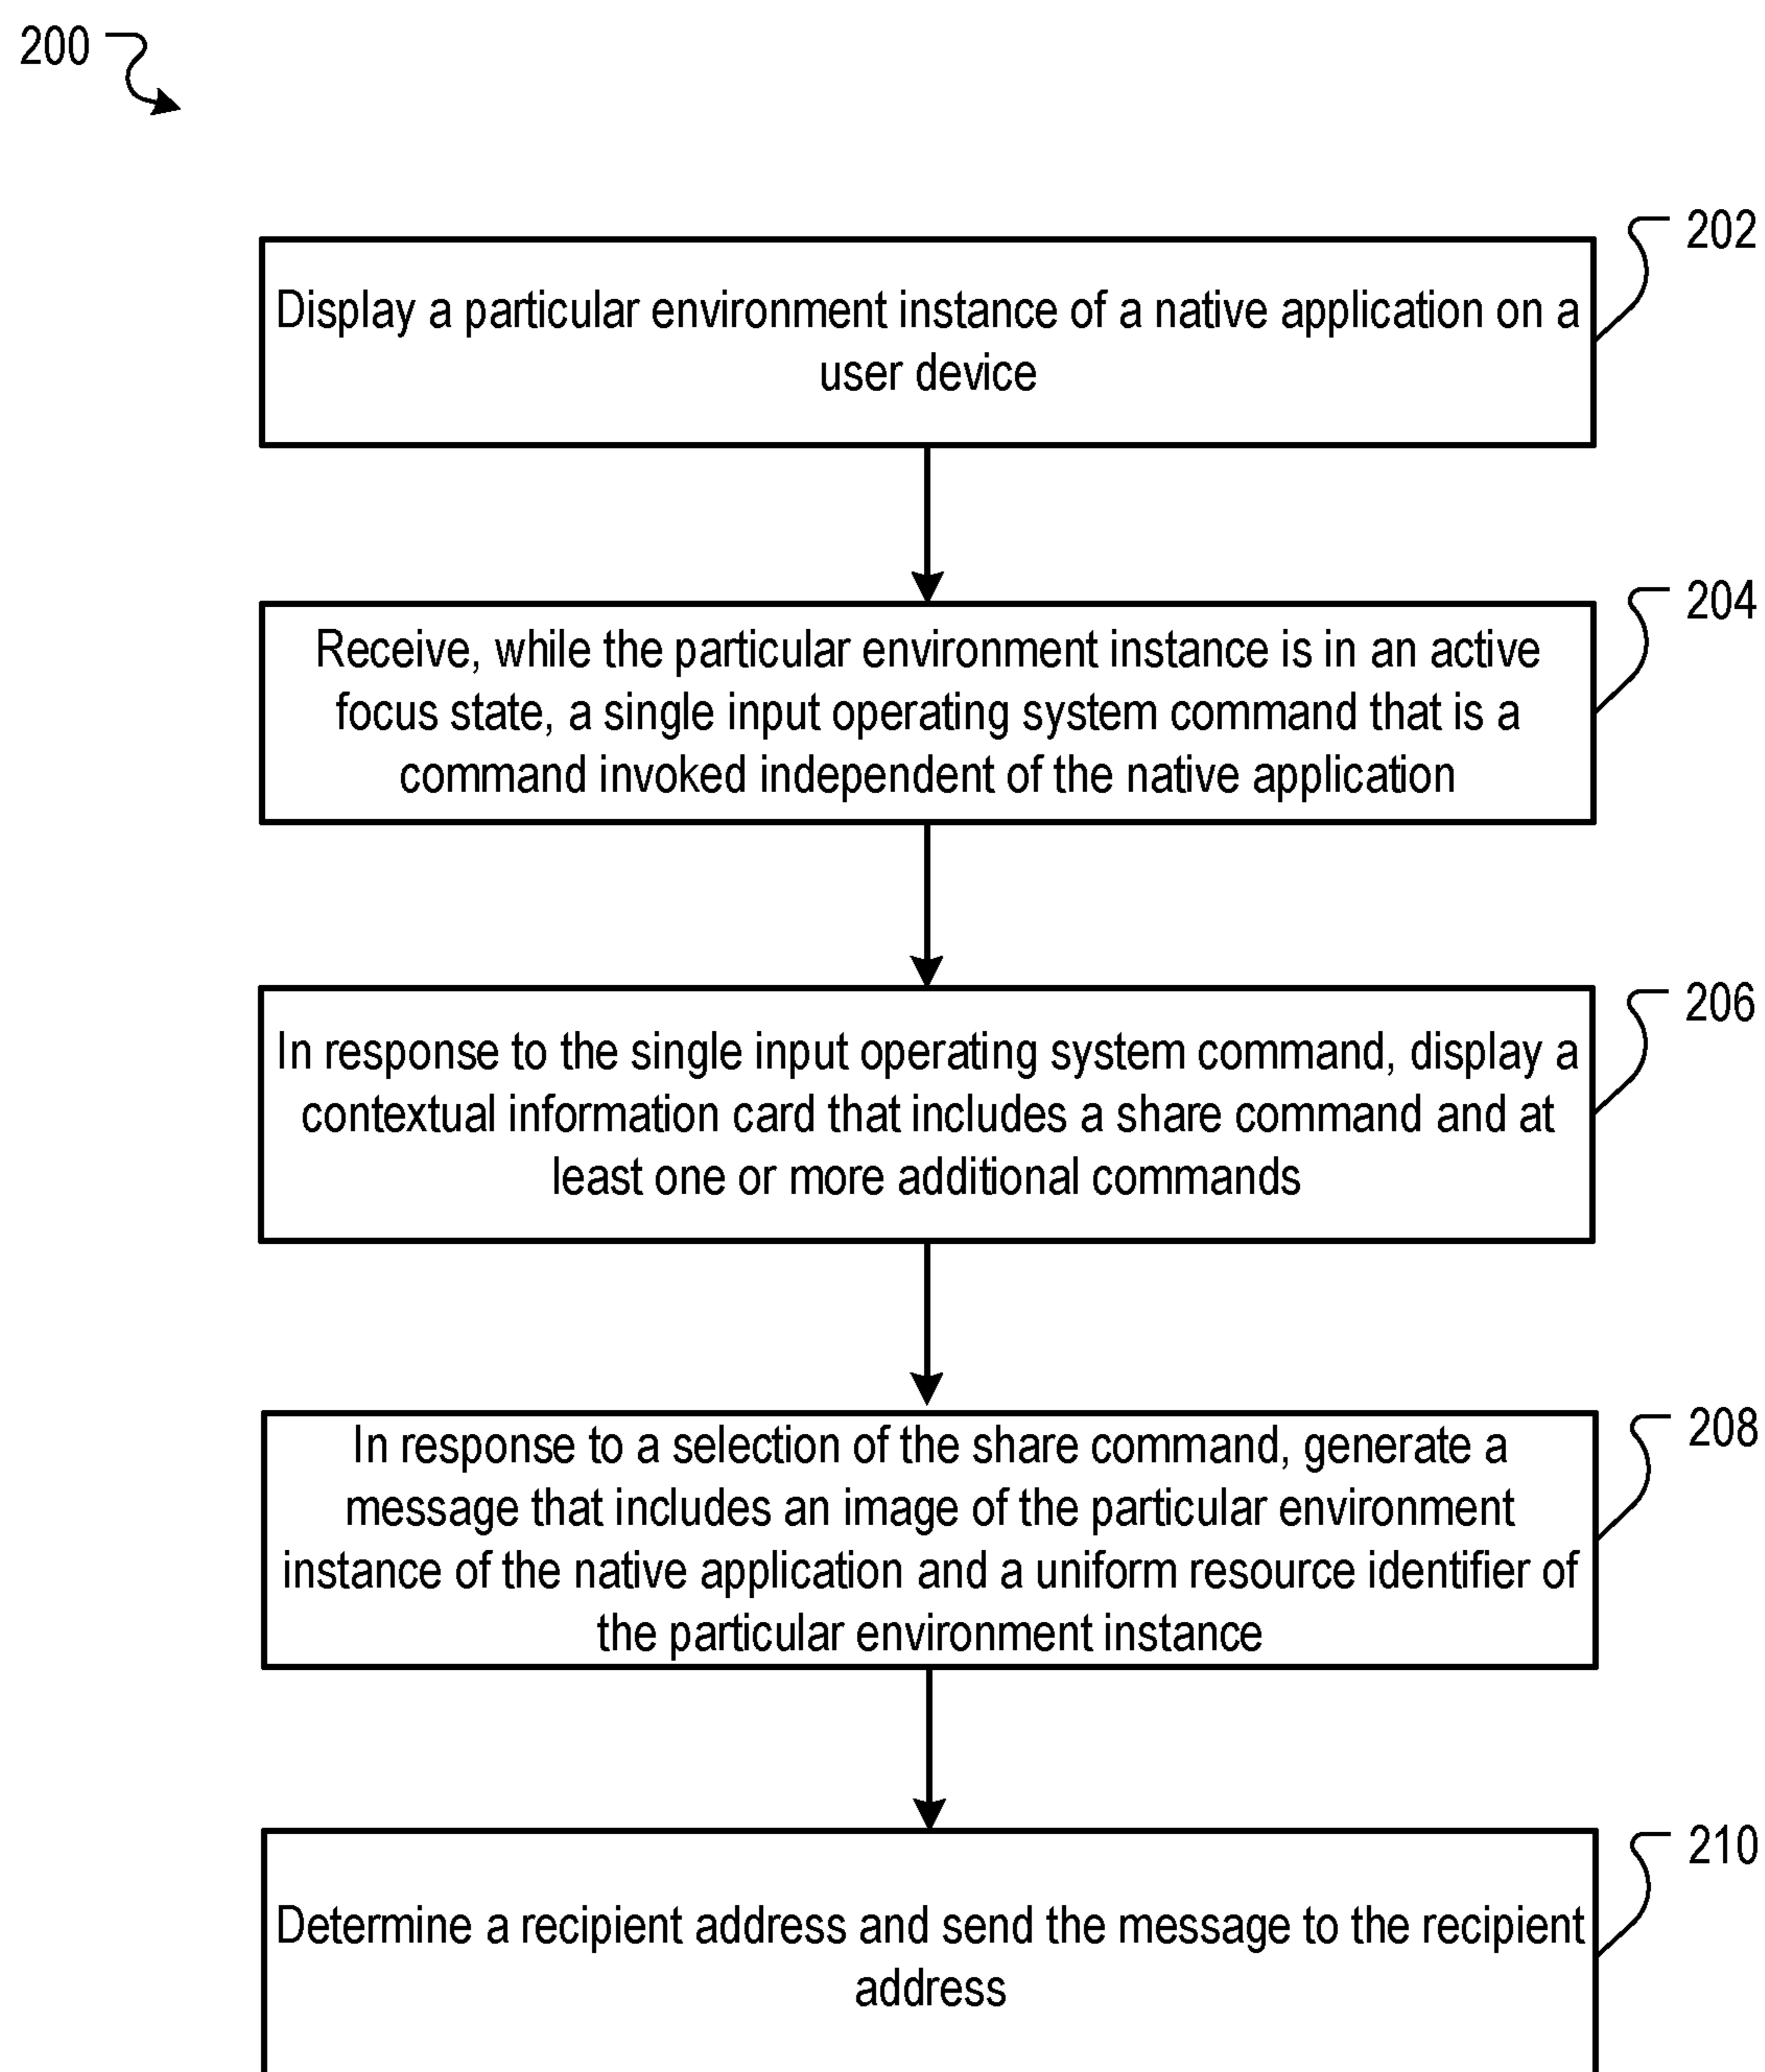 200
202
Display a particular environment instance of a native application on a
user device
204
Receive, while the particular environment instance is in an active
focus state, a single input operating system command that is a
command invoked independent of the native application
206
In response to the single input operating system command, display a
contextual information card that includes a share command and at
least one or more additional commands
208
In response to a selection of the share command, generate a
message that includes an image of the particular environment
instance of the native application and a uniform resource identifier of
the particular environment instance
210
Determine a recipient address and send the message to the recipient
address